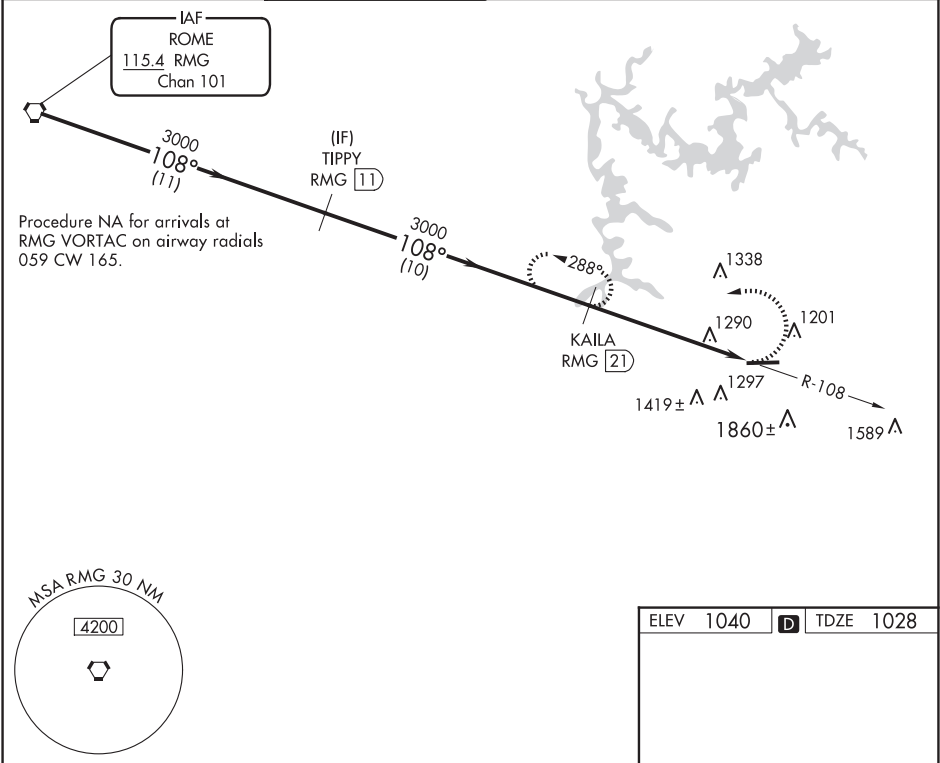 IAF
ROME
115.4 RMG
Chan 101
3000
108°
(11)
(IF)
TIPPY
RMG 11
Procedure NA for arrivals at
RMG VORTAC on airway radials
059 CW 165.
3000
108°
(10)
288°
KAILA
RMG 21
1338
1290
1201
1297
1419±
R-108
1860±
1589
MSA RMG 30 NM
4200
ELEV 1040 D TDZE 1028